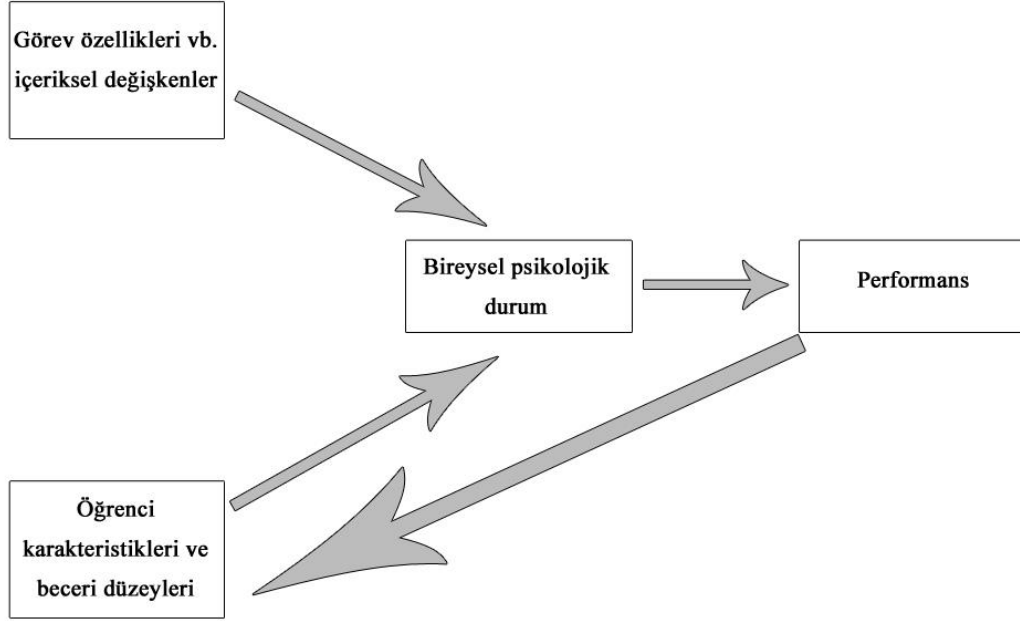 Görev özellikleri vb.
içeriksel değişkenler
Bireysel psikolojik
durum
Performans
Öğrenci
karakteristikleri ve
beceri düzeyleri